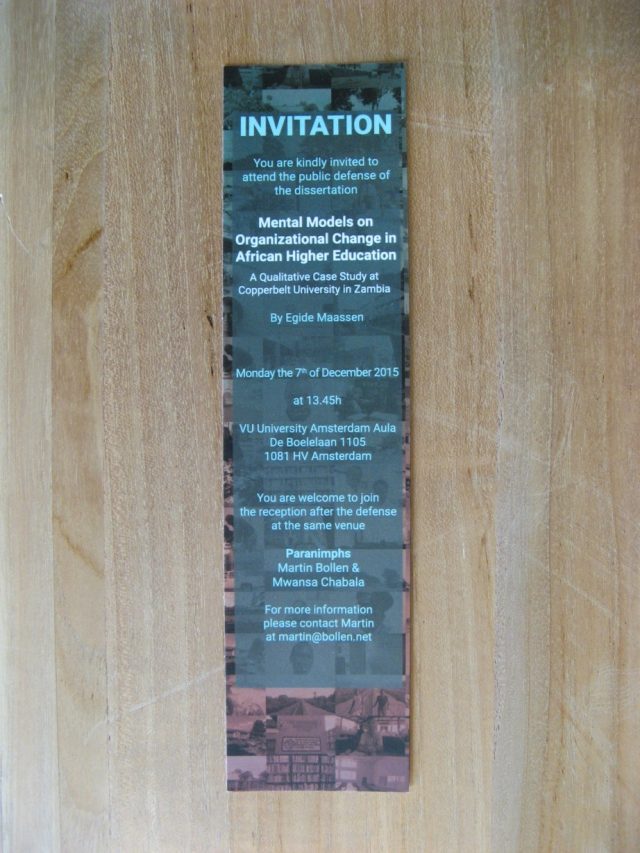 INVITATION
You are kindly invited to
attend the public defense of
the dissertation
Mental Models on
Organizational Change in
African Higher Education
A Qualitative Case Study at
Copperbelt University in Zambia
By Egide Maassen
Monday the 7th of December 2015
at 13.45h
VU University Amsterdam Aula
De Boelelaan 1105
1081 HV Amsterdam
You are welcome to join
the reception after the defense
at the same venue
Paranimphs
Martin Bollen &
Mwansa Chabala
For more information
please contact Martin
at martin@bollen.net